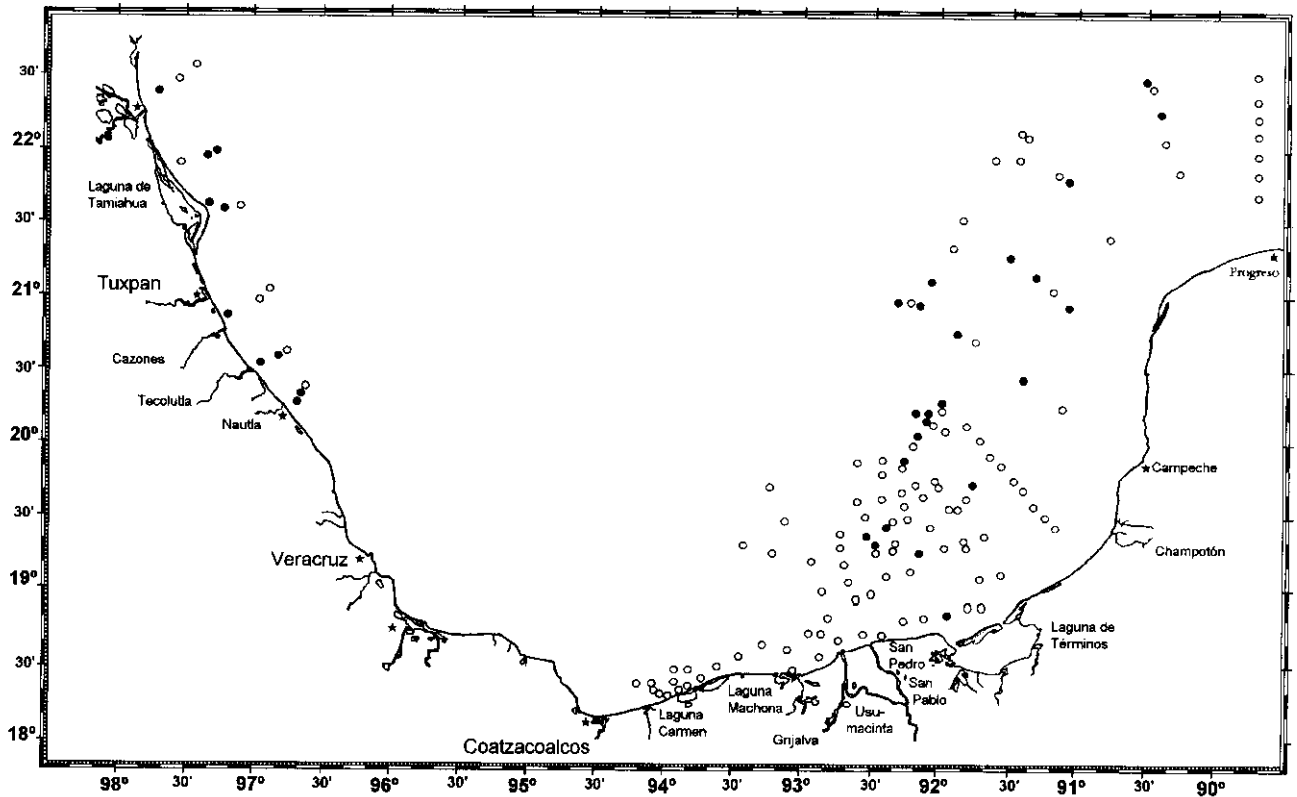 30'
22º
Laguna de
Tamiahua
30'
Tuxpan
21º
Progreso
Cazones
30'
Tecolutla
Nautla
20º
Campeche
30'
Champotón
Veracruz
19º
Laguna de
Términos
San
Pedro
San
Pablo
30'
Laguna
Machona
Laguna
Carmen
Usu-
macinta
Grijalva
18º
Coatzacoalcos
98º 30' 97º 30' 96º 30' 95º 30' 94º 30' 93º 30' 92º 30' 91º 30' 90º